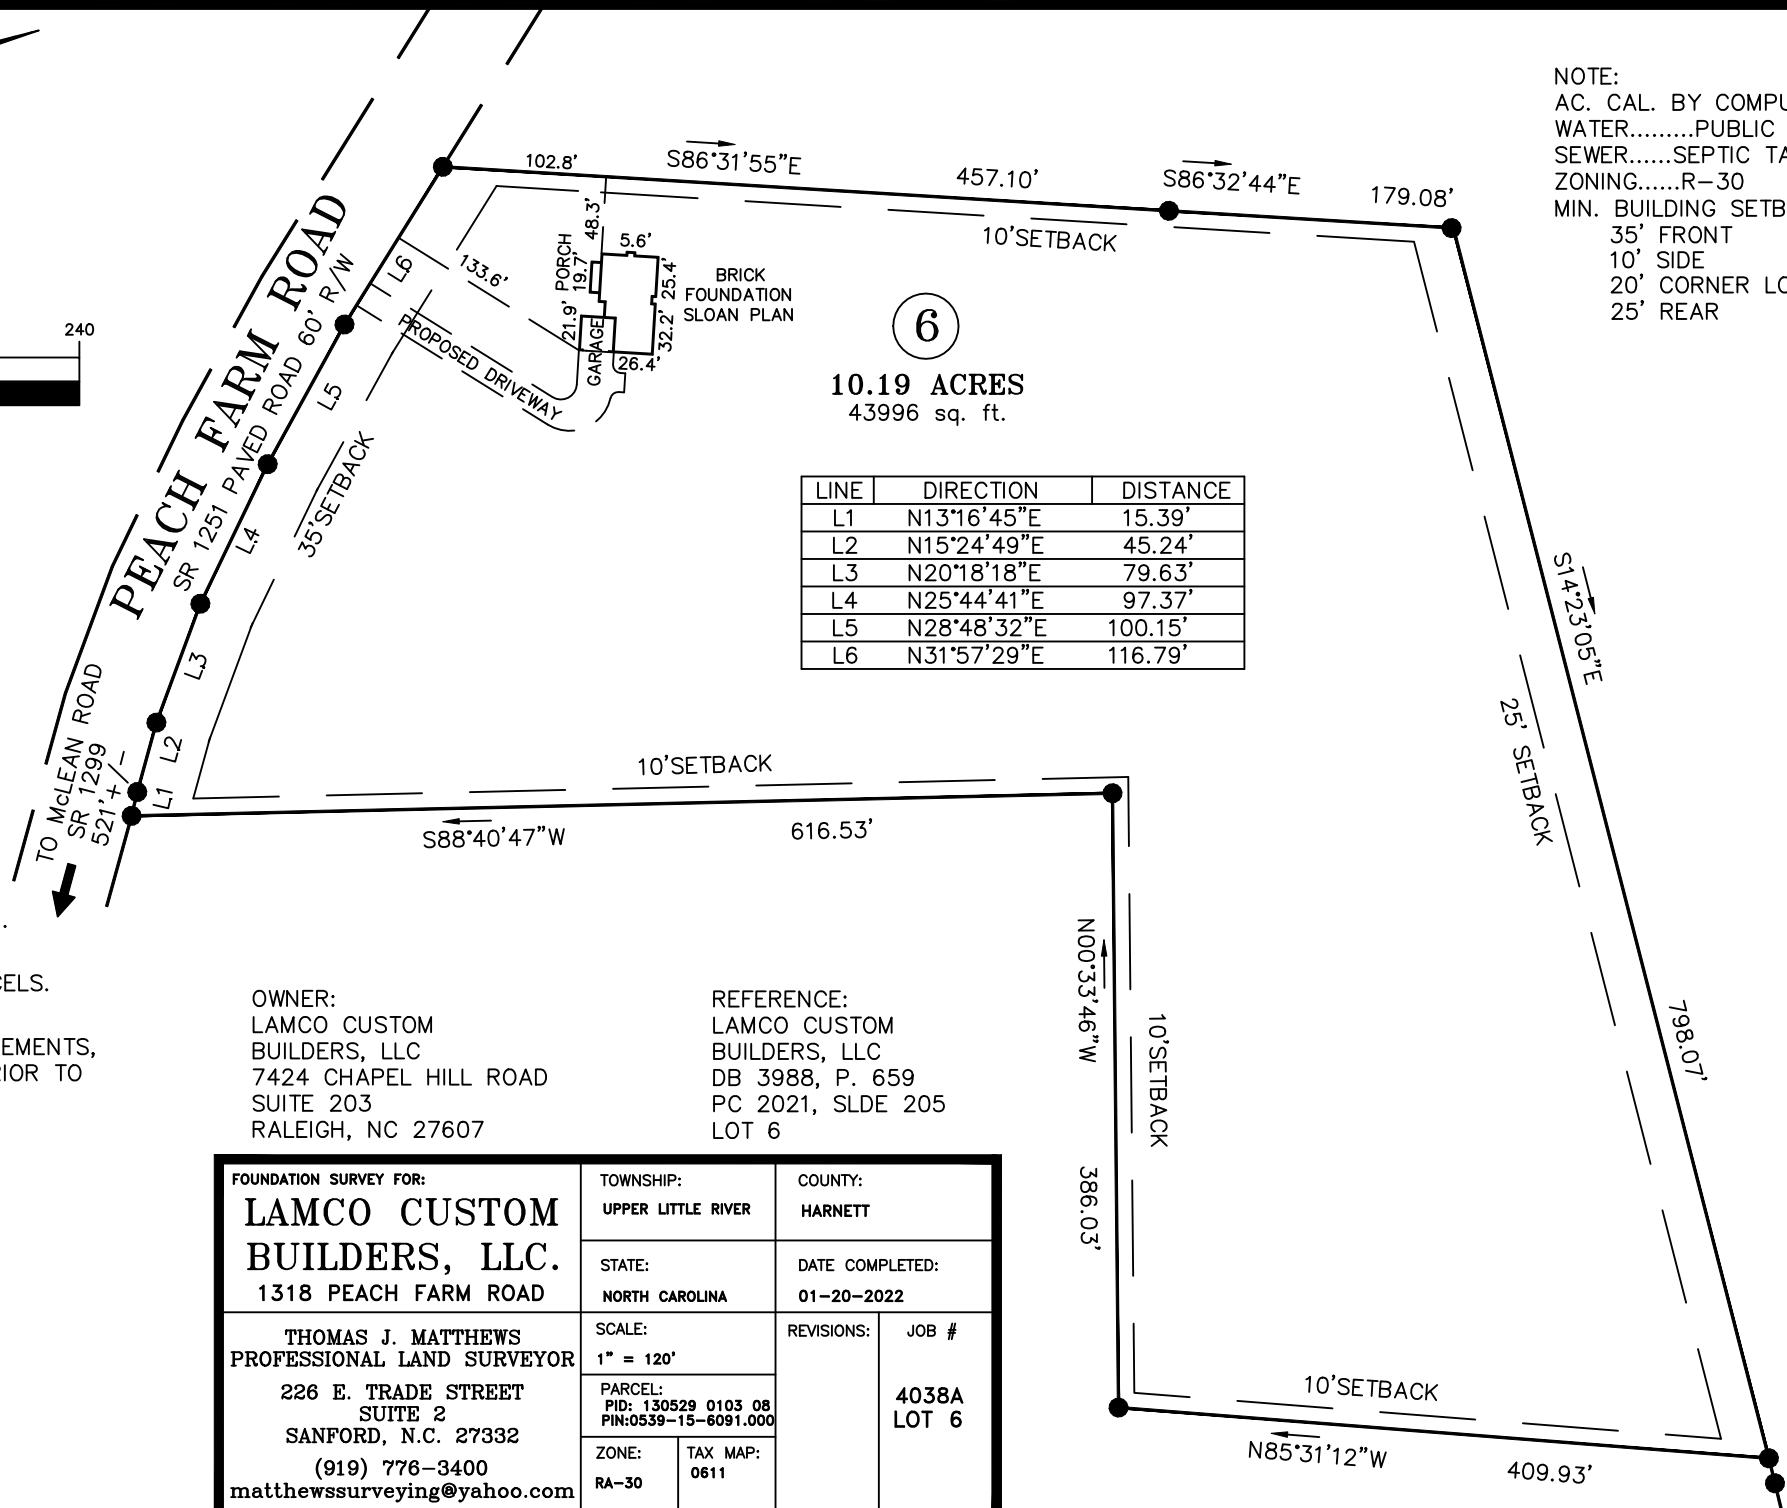 NOTE:
AC. CAL. BY COMPU
WATER.........PUBLIC
SEWER......SEPTIC TA
ZONING......R-30
MIN. BUILDING SETB
35' FRONT
10' SIDE
20' CORNER LO
25' REAR
102.8'
S86°31'55"E
457.10'
S86°32'44"E
179.08'
10'SETBACK
PEACH FARM ROAD
SR 1251 PAVED ROAD 60' R/W
240
L6
L5
L4
L3
L2
L1
133.6'
48.3'
PORCH
19.7'
5.6'
25.4'
21.9'
32.2'
GARAGE
26.4'
BRICK
FOUNDATION
SLOAN PLAN
PROPOSED DRIVEWAY
35'SETBACK
6
10.19 ACRES
43996 sq. ft.
LINE DIRECTION DISTANCE
L1 N13°16'45"E 15.39'
L2 N15°24'49"E 45.24'
L3 N20°18'18"E 79.63'
L4 N25°44'41"E 97.37'
L5 N28°48'32"E 100.15'
L6 N31°57'29"E 116.79'
S14°23'05"E
25' SETBACK
798.07'
TO McLEAN ROAD
SR 1299
521'+/-
10'SETBACK
S88°40'47"W
616.53'
N00°33'46"W
10'SETBACK
386.03'
10'SETBACK
N85°31'12"W
409.93'
.
CELS.
EMENTS,
RIOR TO
OWNER:
LAMCO CUSTOM
BUILDERS, LLC
7424 CHAPEL HILL ROAD
SUITE 203
RALEIGH, NC 27607
REFERENCE:
LAMCO CUSTOM
BUILDERS, LLC
DB 3988, P. 659
PC 2021, SLDE 205
LOT 6
FOUNDATION SURVEY FOR:
LAMCO CUSTOM
BUILDERS, LLC.
1318 PEACH FARM ROAD
THOMAS J. MATTHEWS
PROFESSIONAL LAND SURVEYOR
226 E. TRADE STREET
SUITE 2
SANFORD, N.C. 27332
(919) 776-3400
matthewssurveying@yahoo.com
TOWNSHIP:
UPPER LITTLE RIVER
COUNTY:
HARNETT
STATE:
NORTH CAROLINA
DATE COMPLETED:
01-20-2022
SCALE:
1" = 120'
REVISIONS:
JOB #
4038A
LOT 6
PARCEL:
PID: 130529 0103 08
PIN:0539-15-6091.000
ZONE:
RA-30
TAX MAP:
0611